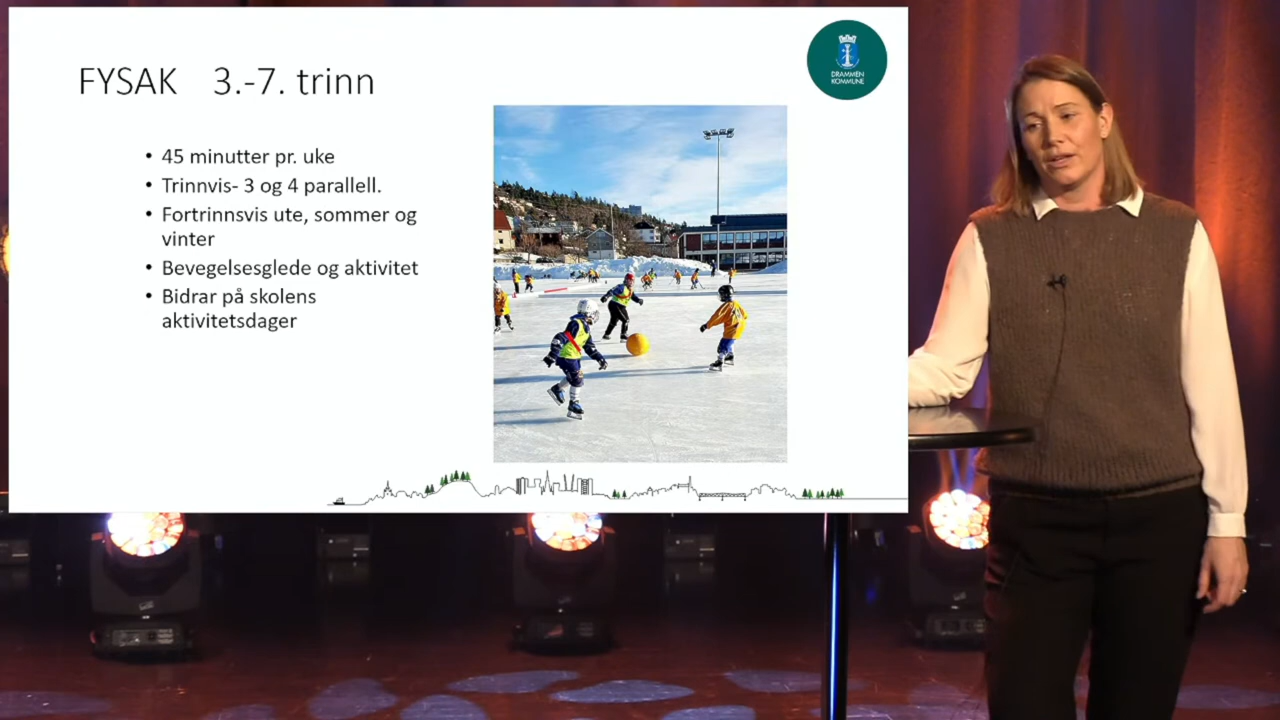 FYSAK 3.-7. trinn
DRAMMEN
KOMMUNE
• 45 minutter pr. uke
• Trinnvis- 3 og 4 parallell.
• Fortrinnsvis ute, sommer og
vinter
• Bevegelsesglede og aktivitet
• Bidrar på skolens
aktivitetsdager